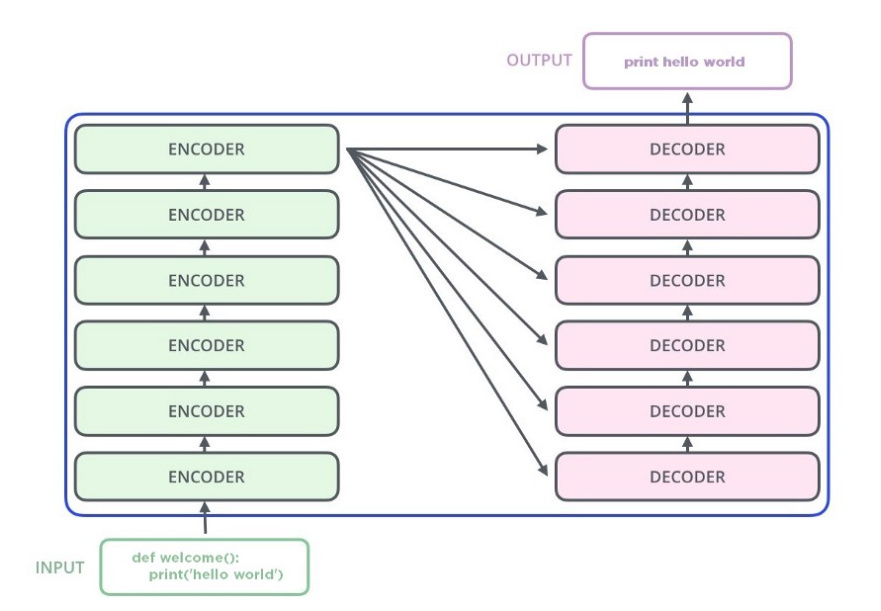 OUTPUT
print hello world
ENCODER
DECODER
ENCODER
DECODER
ENCODER
DECODER
ENCODER
DECODER
ENCODER
DECODER
ENCODER
DECODER
INPUT
def welcome():
print('hello world')